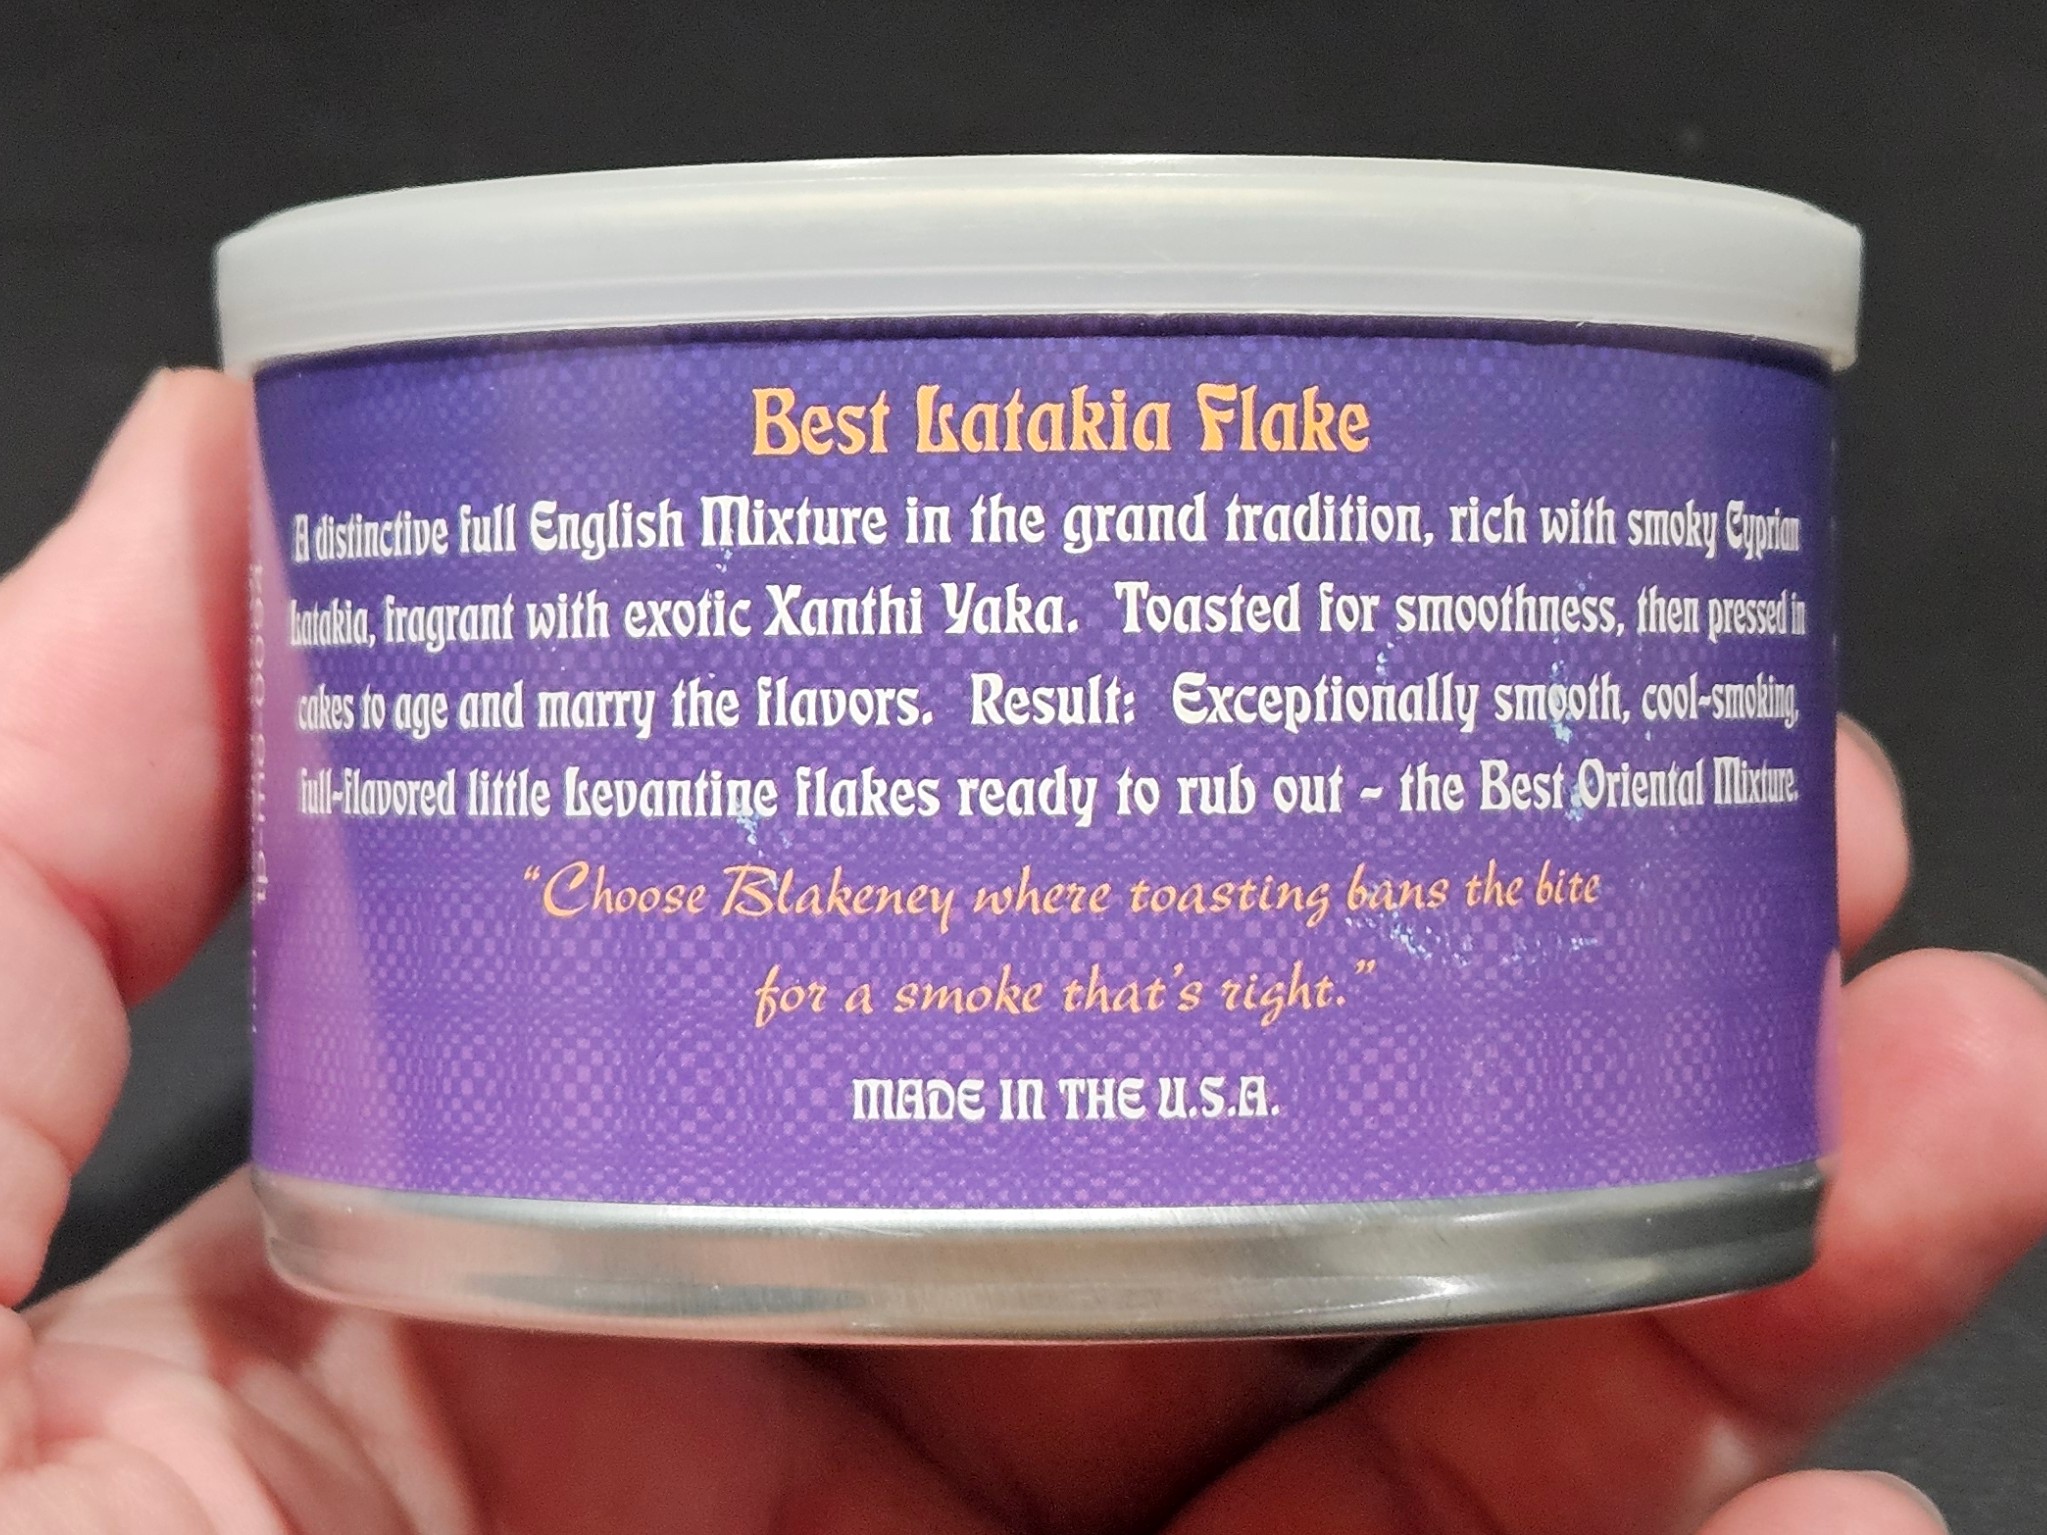 Best Latakia Flake
A distinctive full English Mixture in the grand tradition, rich with smoky Cyprian
Latakia, fragrant with exotic Xanthi Yaka. Toasted for smoothness, then pressed in
cakes to age and marry the flavors. Result: Exceptionally smooth, cool-smoking,
full-flavored little Levantine flakes ready to rub out ~ the Best Oriental Mixture.
“Choose Blakeney where toasting bans the bite
for a smoke that's right.”
MADE IN THE U.S.A.